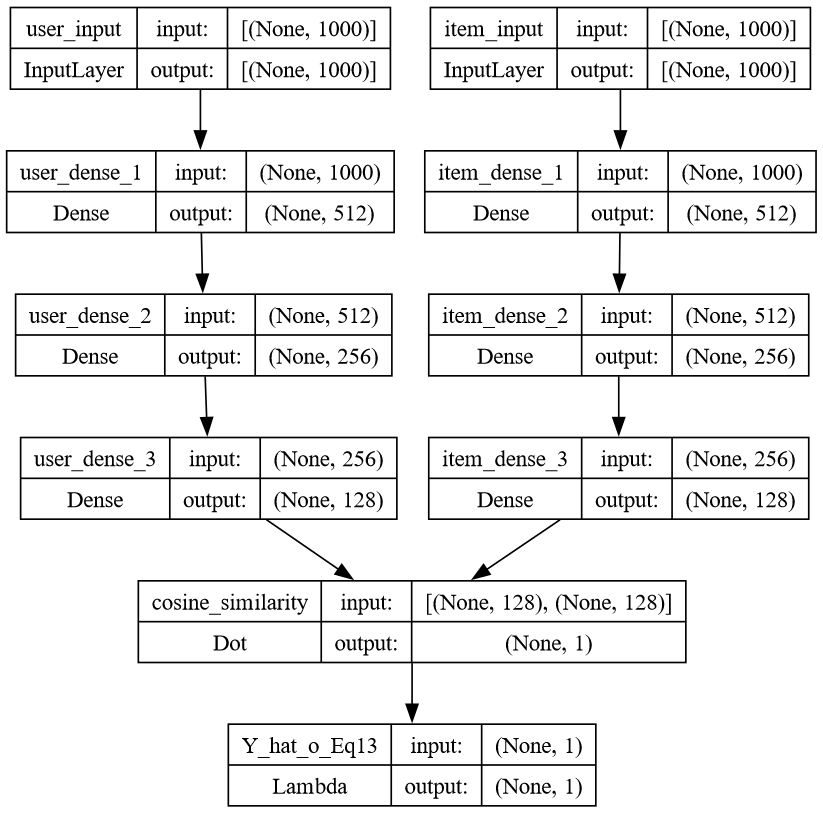 user_input input: [(None, 1000)]
InputLayer output: [(None, 1000)]
item_input input: [(None, 1000)]
InputLayer output: [(None, 1000)]
user_dense_1 input: (None, 1000)
Dense output: (None, 512)
item_dense_1 input: (None, 1000)
Dense output: (None, 512)
user_dense_2 input: (None, 512)
Dense output: (None, 256)
item_dense_2 input: (None, 512)
Dense output: (None, 256)
user_dense_3 input: (None, 256)
Dense output: (None, 128)
item_dense_3 input: (None, 256)
Dense output: (None, 128)
cosine_similarity input: [(None, 128), (None, 128)]
Dot output: (None, 1)
Y_hat_o_Eq13 input: (None, 1)
Lambda output: (None, 1)